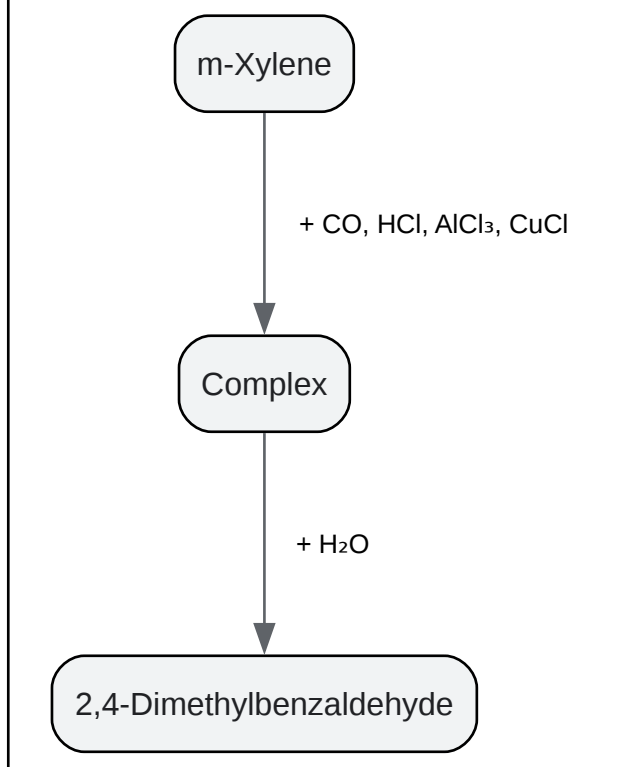 m-Xylene
+ CO, HCl, AlCl₃, CuCl
Complex
+ H₂O
2,4-Dimethylbenzaldehyde